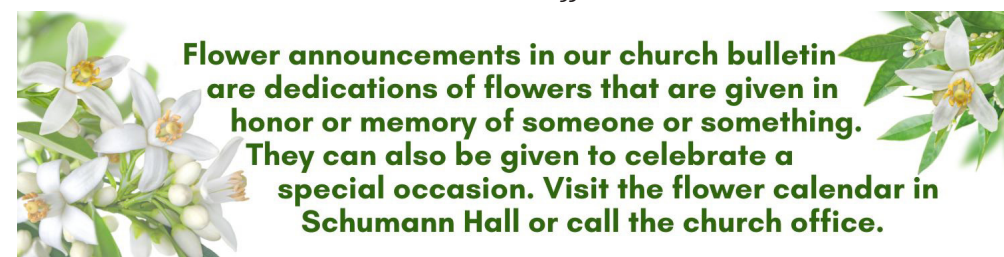 Flower announcements in our church bulletin
are dedications of flowers that are given in
honor or memory of someone or something.
They can also be given to celebrate a
special occasion. Visit the flower calendar in
Schumann Hall or call the church office.